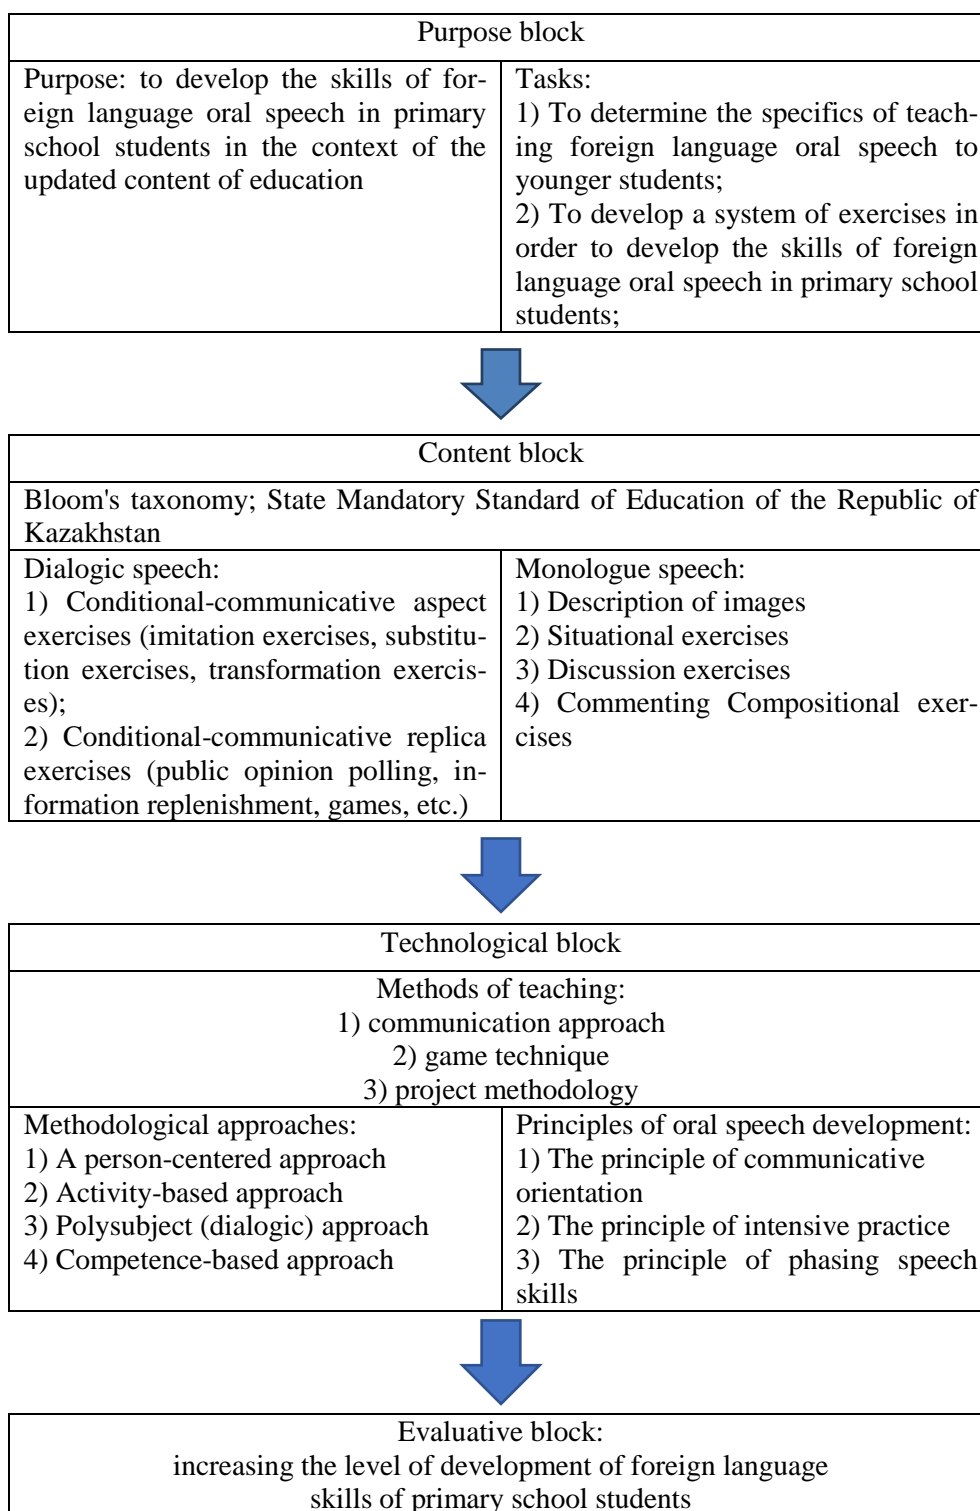 Purpose block
Purpose: to develop the skills of for-
eign language oral speech in primary
school students in the context of the
updated content of education
Tasks:
1) To determine the specifics of teach-
ing foreign language oral speech to
younger students;
2) To develop a system of exercises in
order to develop the skills of foreign
language oral speech in primary school
students;
Content block
Bloom's taxonomy; State Mandatory Standard of Education of the Republic of
Kazakhstan
Dialogic speech:
1) Conditional-communicative aspect
exercises (imitation exercises, substitu-
tion exercises, transformation exercis-
es);
2) Conditional-communicative replica
exercises (public opinion polling, in-
formation replenishment, games, etc.)
Monologue speech:
1) Description of images
2) Situational exercises
3) Discussion exercises
4) Commenting Compositional exer-
cises
Technological block
Methods of teaching:
1) communication approach
2) game technique
3) project methodology
Methodological approaches:
1) A person-centered approach
2) Activity-based approach
3) Polysubject (dialogic) approach
4) Competence-based approach
Principles of oral speech development:
1) The principle of communicative
orientation
2) The principle of intensive practice
3) The principle of phasing speech
skills
Evaluative block:
increasing the level of development of foreign language
skills of primary school students